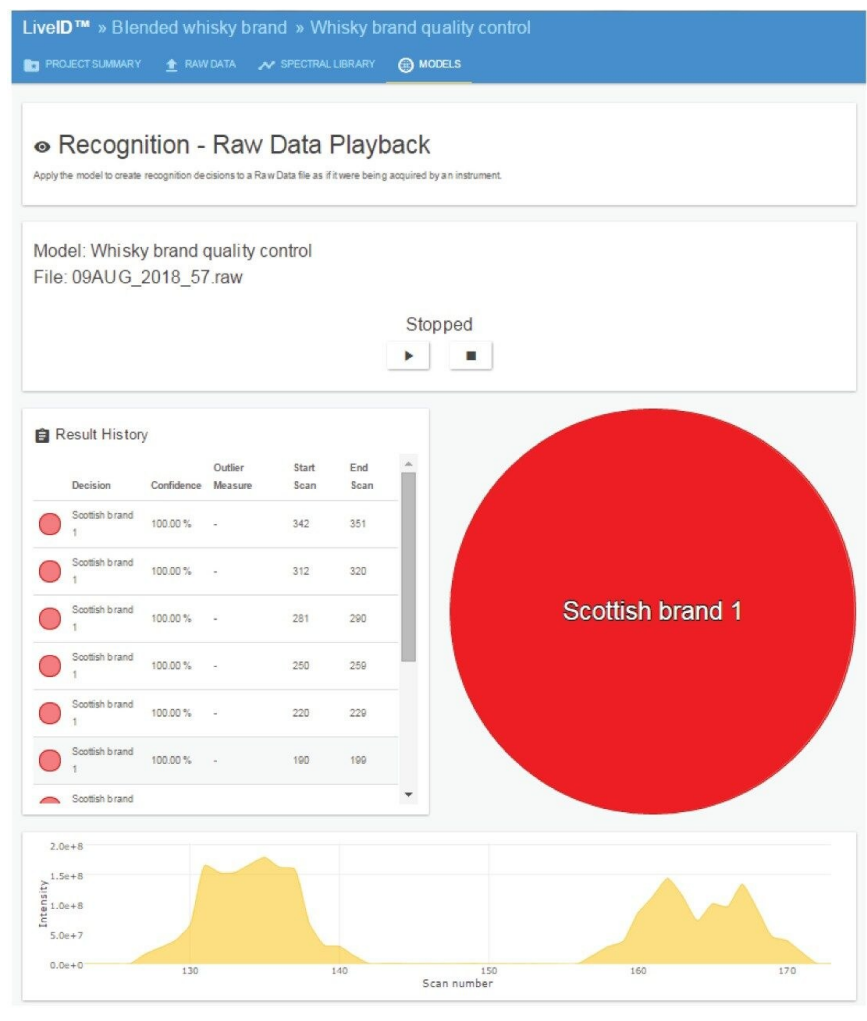 LiveID™ » Blended whisky brand » Whisky brand quality control
PROJECT SUMMARY RAW DATA SPECTRAL LIBRARY MODELS
Recognition - Raw Data Playback
Apply the model to create recognition decisions to a Raw Data file as if it were being acquired by an instrument.
Model: Whisky brand quality control
File: 09AUG_2018_57.raw
Stopped
Result History
Decision Confidence Outlier Measure Start Scan End Scan
Scottish brand 1 100.00 % - 342 351
Scottish brand 1 100.00 % - 312 320
Scottish brand 1 100.00 % - 281 290
Scottish brand 1 100.00 % - 250 259
Scottish brand 1 100.00 % - 220 229
Scottish brand 1 100.00 % - 190 199
Scottish brand
Scottish brand 1
2.0e+8
1.5e+8
1.0e+8
5.0e+7
0.0e+0
Intensity
130 140 150 160 170
Scan number